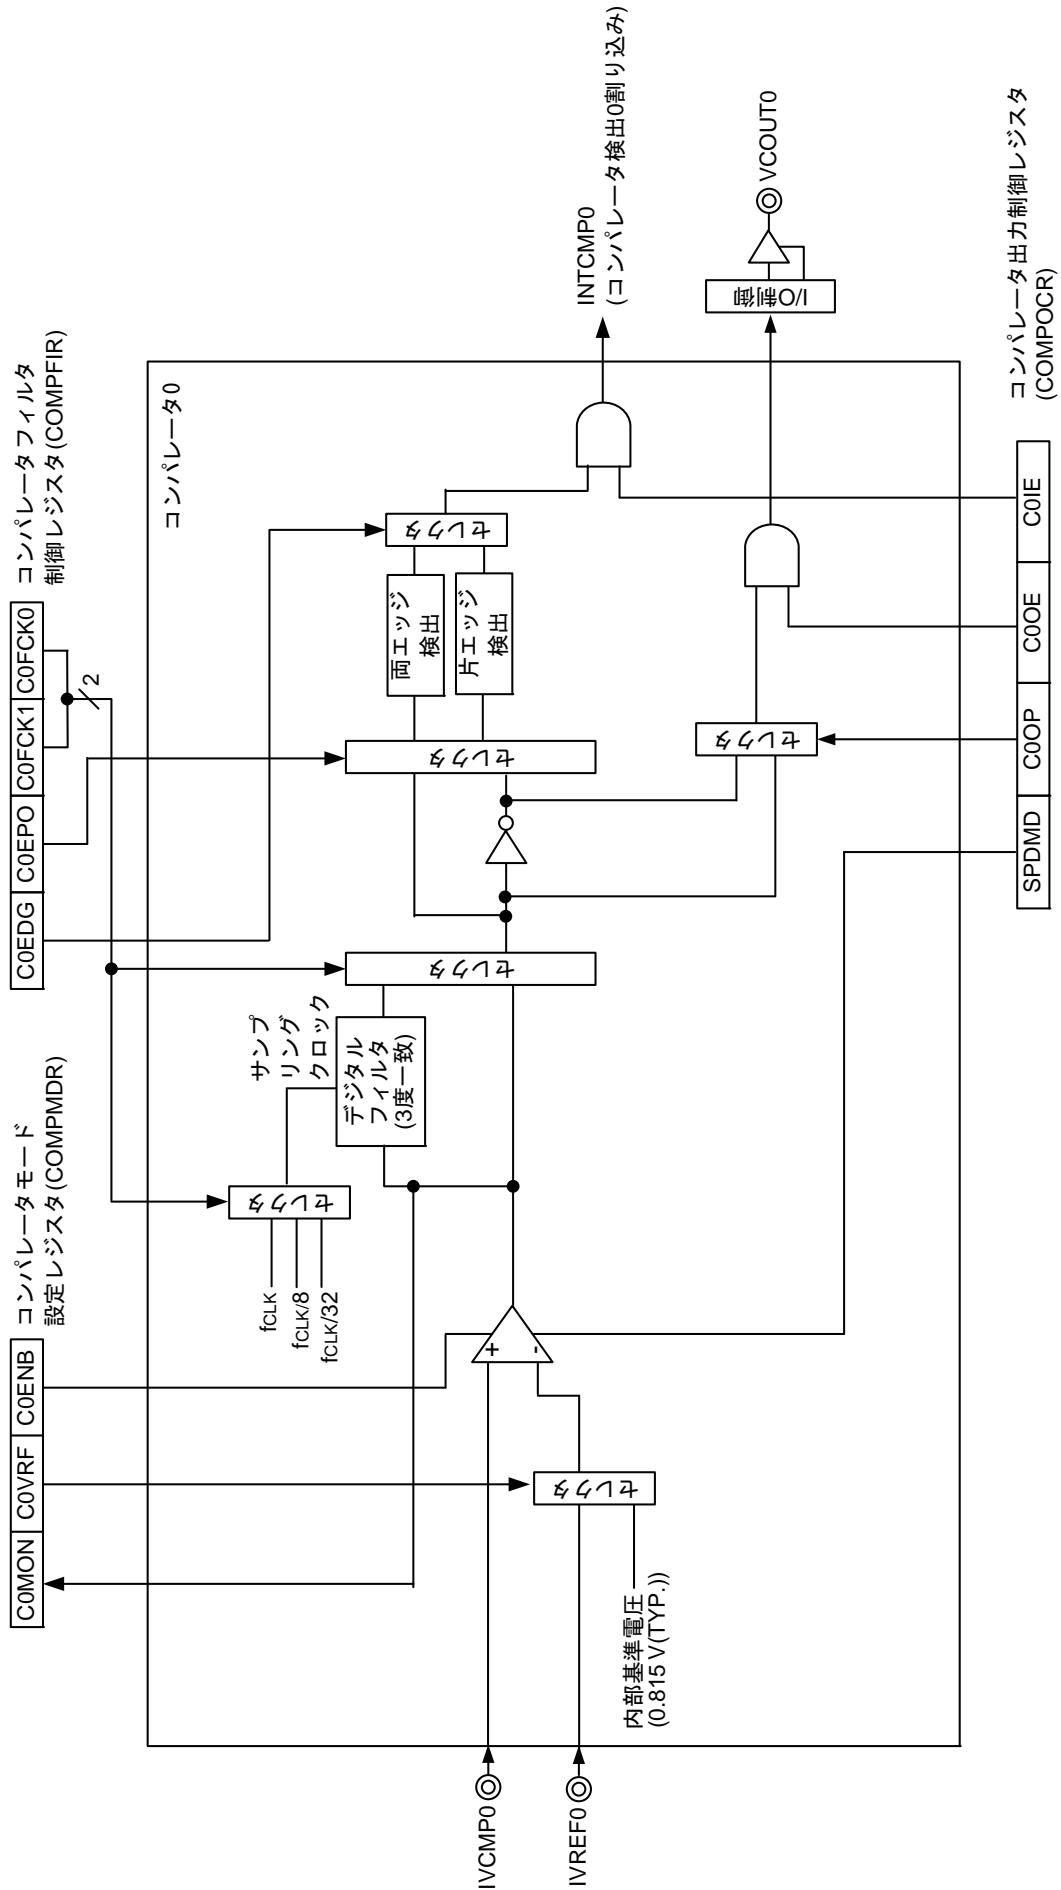 コンパレータモード
設定レジスタ(COMPMDR)
C0MON
C0VRF
C0ENB
コンパレータフィルタ
制御レジスタ(COMPFIR)
C0EDG
C0EPO
C0FCK1
C0FCK0
2
コンパレータ0
fCLK
fCLK/8
fCLK/32
セレクタ
サンプ
リング
クロック
デジタル
フィルタ
(3度一致)
セレクタ
セレクタ
両エッジ
検出
片エッジ
検出
セレクタ
INTCMP0
(コンパレータ検出0割り込み)
IVCMP0
+
-
IVREF0
セレクタ
内部基準電圧
(0.815 V(TYP.))
セレクタ
I/O制御
VCOUT0
SPDMD
C0OP
C0OE
C0IE
コンパレータ出力制御レジスタ
(COMPOCR)